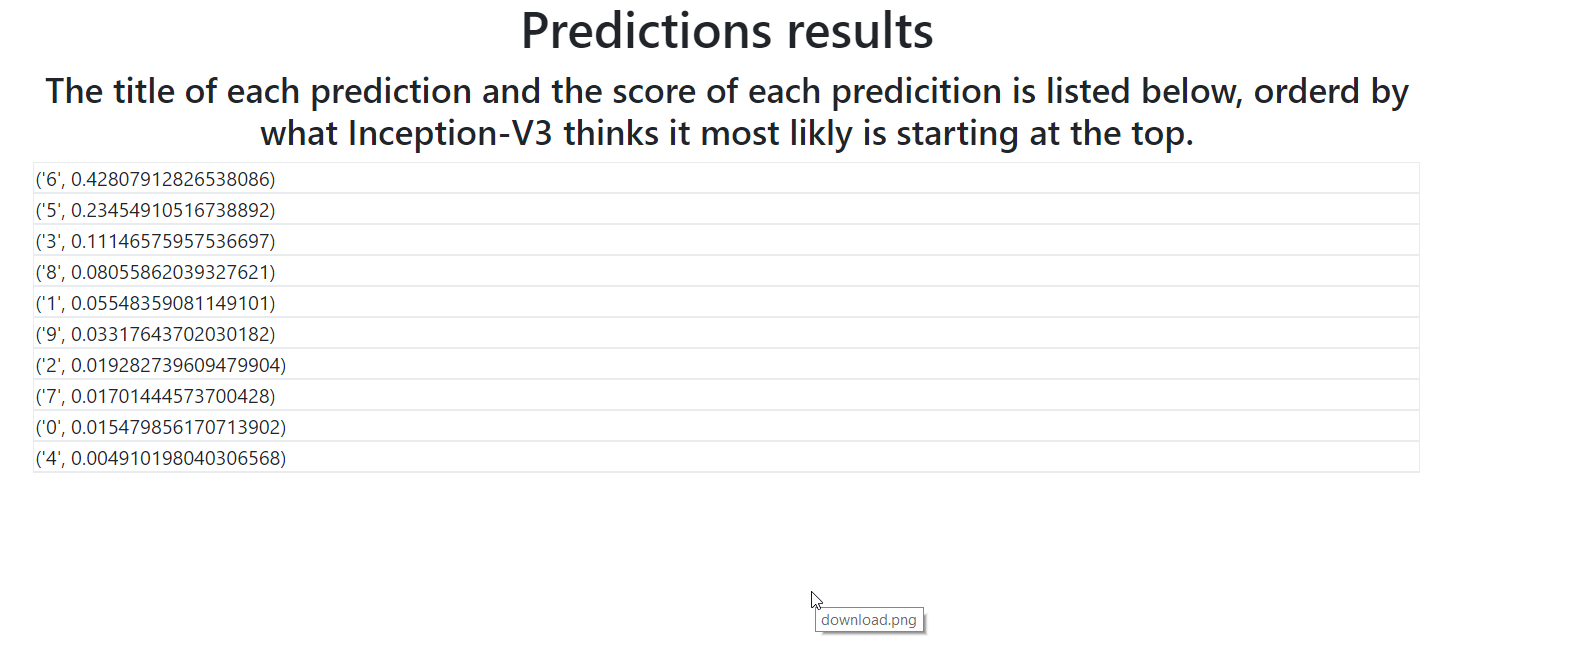 Predictions results
The title of each prediction and the score of each predicition is listed below, orderd by
what Inception-V3 thinks it most likly is starting at the top.
('6', 0.42807912826538086)
('5', 0.23454910516738892)
('3', 0.11146575957536697)
('8', 0.08055862039327621)
('1', 0.05548359081149101)
('9', 0.03317643702030182)
('2', 0.019282739609479904)
('7', 0.01701444573700428)
('0', 0.015479856170713902)
('4', 0.004910198040306568)
download.png